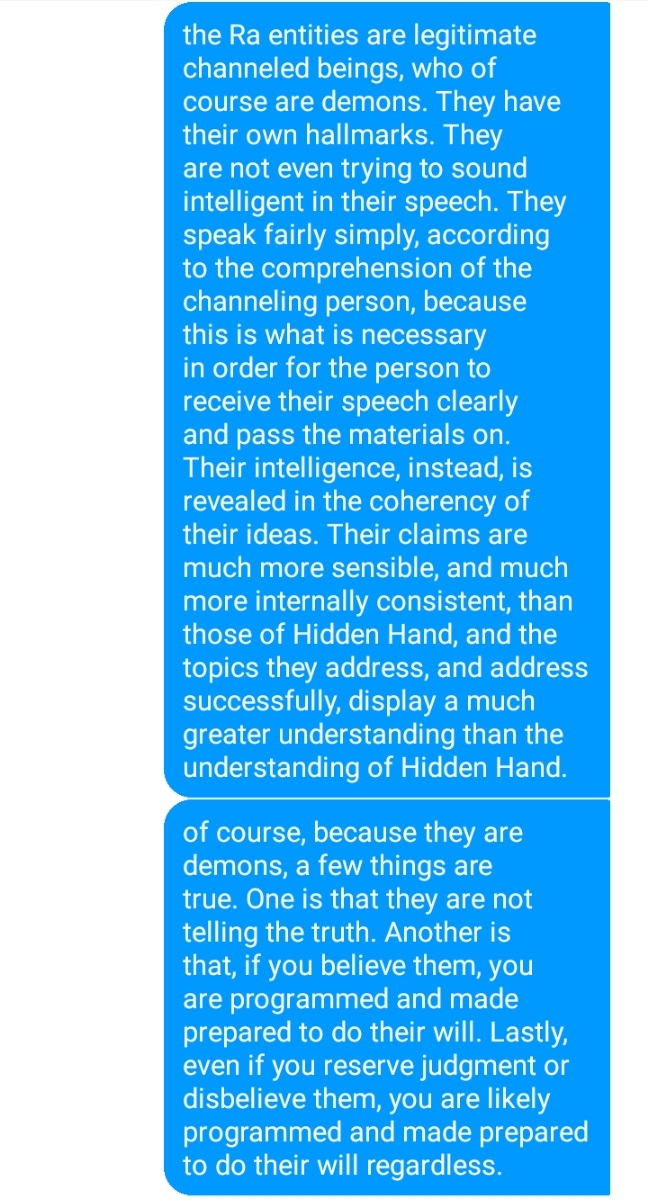 the Ra entities are legitimate
channeled beings, who of
course are demons. They have
their own hallmarks. They
are not even trying to sound
intelligent in their speech. They
speak fairly simply, according
to the comprehension of the
channeling person, because
this is what is necessary
in order for the person to
receive their speech clearly
and pass the materials on.
Their intelligence, instead, is
revealed in the coherency of
their ideas. Their claims are
much more sensible, and much
more internally consistent, than
those of Hidden Hand, and the
topics they address, and address
successfully, display a much
greater understanding than the
understanding of Hidden Hand.
of course, because they are
demons, a few things are
true. One is that they are not
telling the truth. Another is
that, if you believe them, you
are programmed and made
prepared to do their will. Lastly,
even if you reserve judgment or
disbelieve them, you are likely
programmed and made prepared
to do their will regardless.